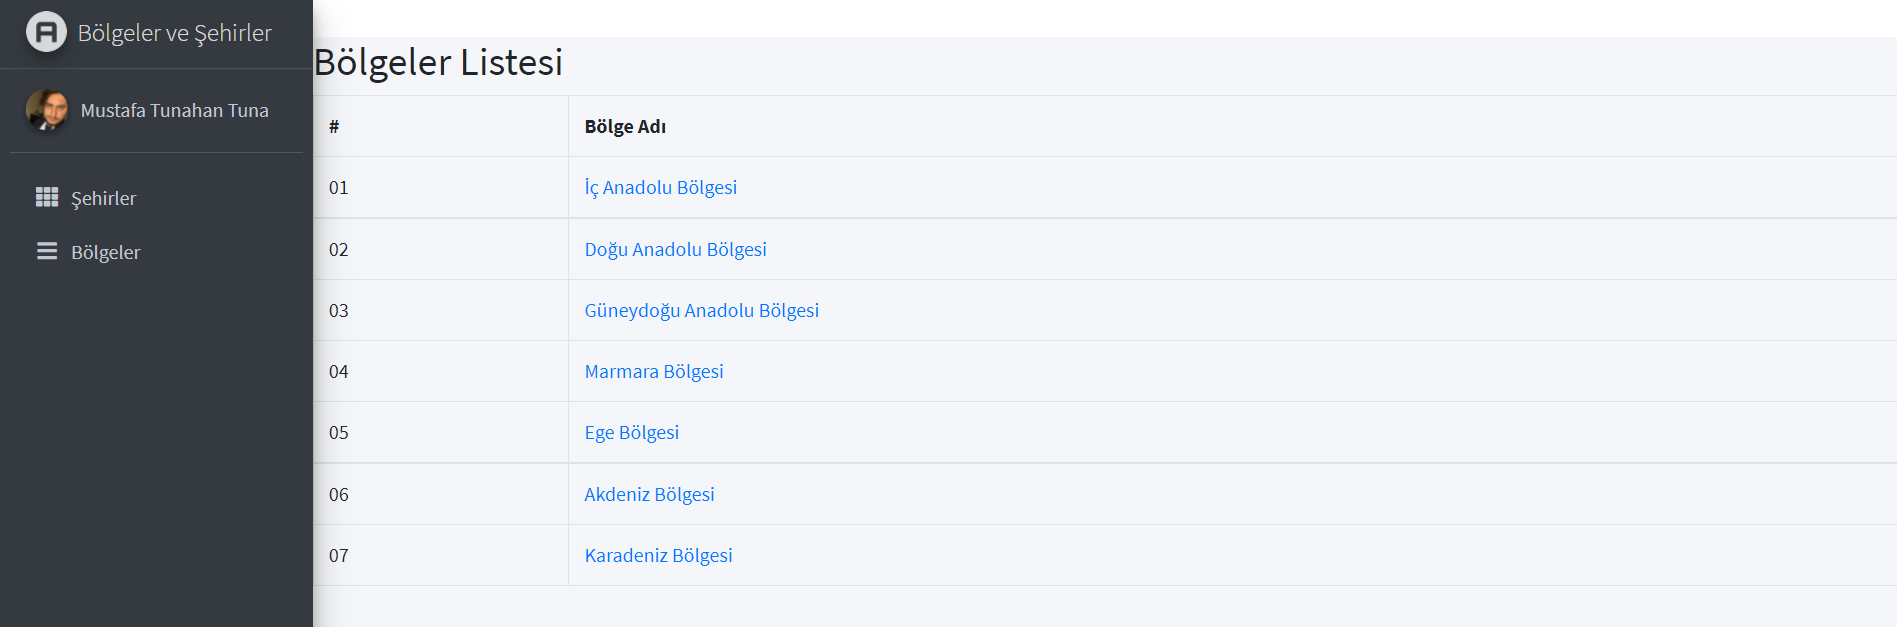 Bölgeler ve Şehirler
Mustafa Tunahan Tuna
Şehirler
Bölgeler
Bölgeler Listesi
# Bölge Adı
01 İç Anadolu Bölgesi
02 Doğu Anadolu Bölgesi
03 Güneydoğu Anadolu Bölgesi
04 Marmara Bölgesi
05 Ege Bölgesi
06 Akdeniz Bölgesi
07 Karadeniz Bölgesi